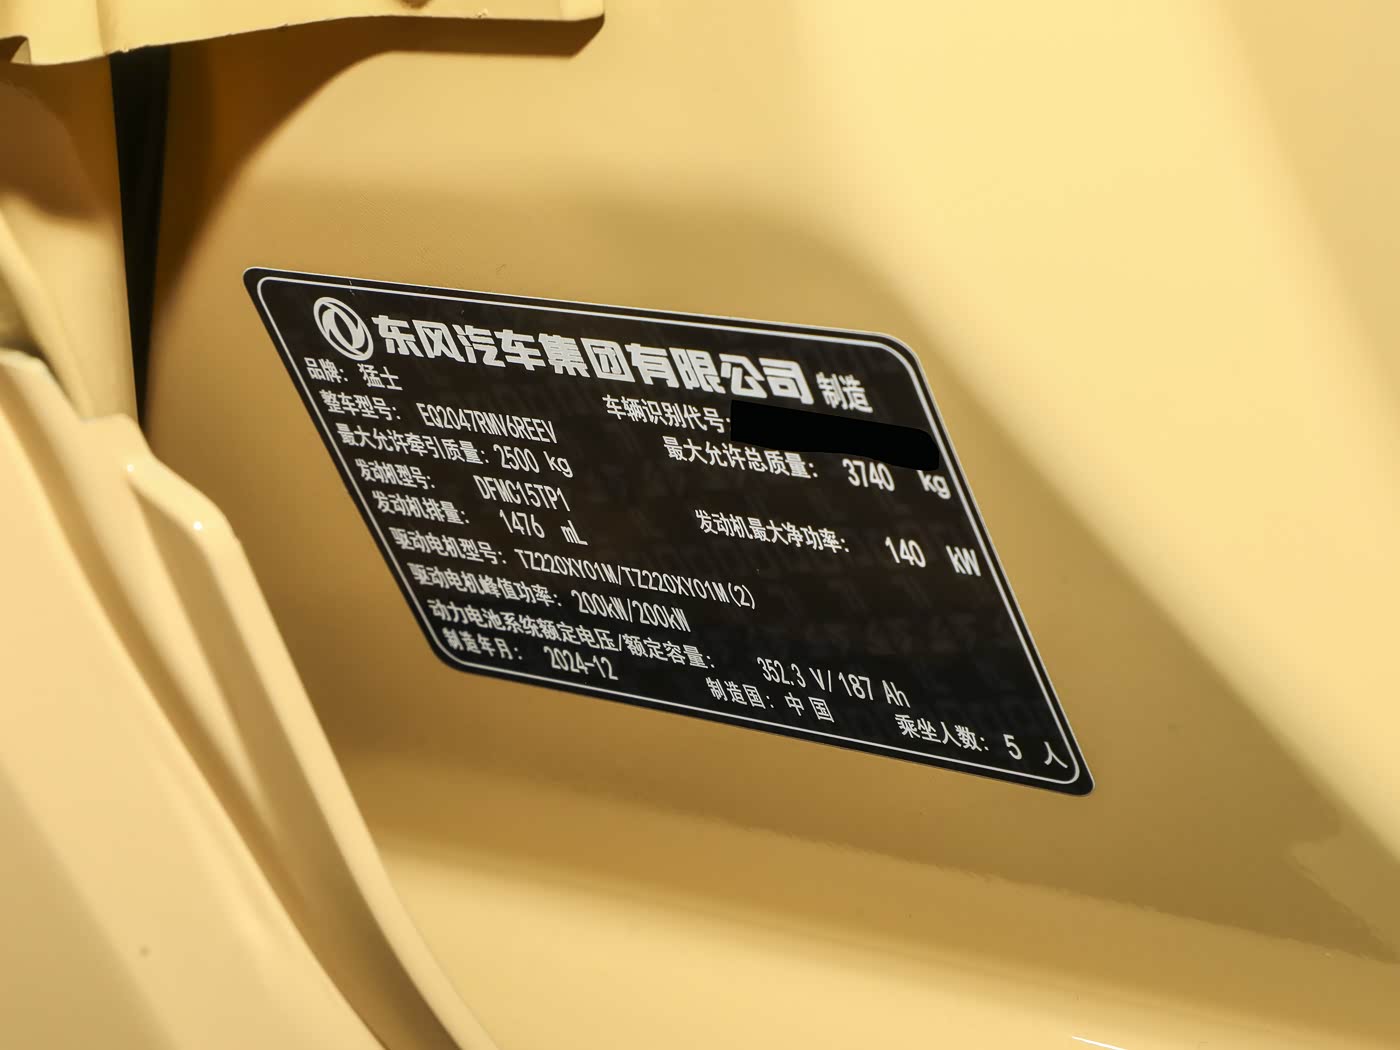 东风汽车集团有限公司 制造
品牌: 猛士
整车型号: EQ2047RMV6REEV 车辆识别代号:
最大允许牵引质量: 2500 kg 最大允许总质量: 3740 kg
发动机型号: DFMC15TP1
发动机排量: 1476 mL 发动机最大净功率: 140 kW
驱动电机型号: TZ220XY01M/TZ220XY01M(2)
驱动电机峰值功率: 200kW/200kW
动力电池系统额定电压/额定容量: 352.3 V/187 Ah
制造年月: 2024-12 制造国: 中国 乘坐人数: 5 人